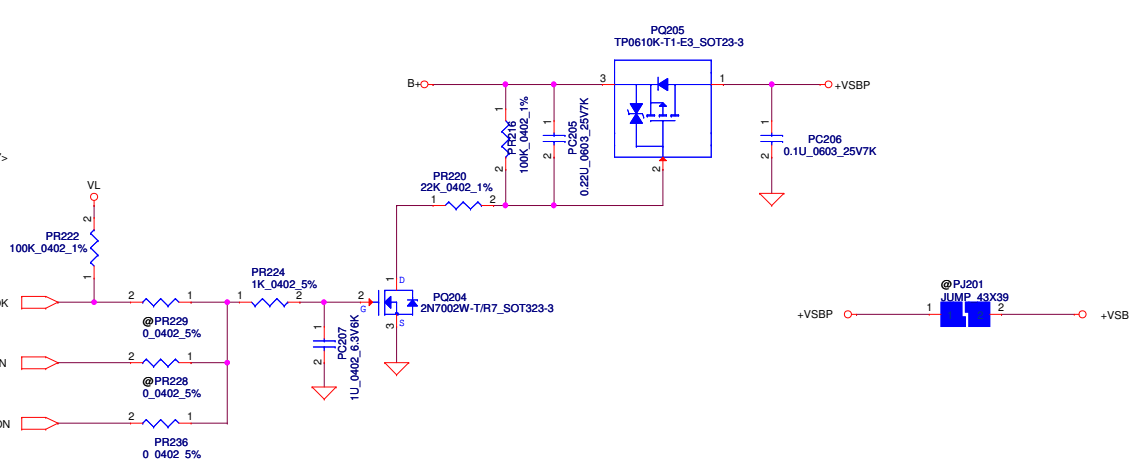 PQ205
TP0610K-T1-E3_SOT23-3
B+
3
1
+VSBP
1
2
PR216
100K_0402_1%
1
2
PC205
0.22U_0603_25V7K
2
1
2
PC206
0.1U_0603_25V7K
VL
2
1
PR222
100K_0402_1%
PR220
22K_0402_1%
1
2
PR224
1K_0402_5%
1
2
2
G
1
D
3
S
PQ204
2N7002W-T/R7_SOT323-3
1
2
PC207
1U_0402_6.3V6K
2
1
@PR229
0_0402_5%
2
1
@PR228
0_0402_5%
2
1
PR236
0_0402_5%
@PJ201
JUMP_43X39
+VSBP
1
2
+VSB